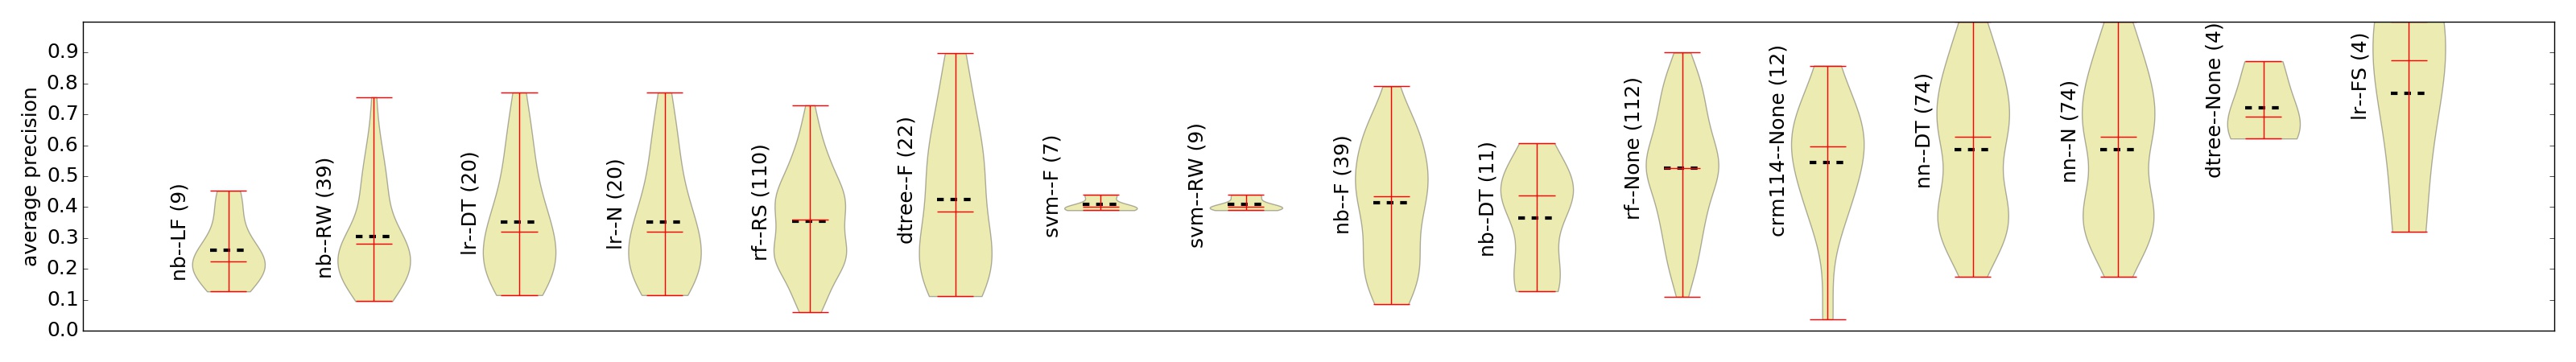 average precision
0.9
0.8
0.7
0.6
0.5
0.4
0.3
0.2
0.1
0.0
nb--LF (9)
nb--RW (39)
lr--DT (20)
lr--N (20)
rf--RS (110)
dtree--F (22)
svm--F (7)
svm--RW (9)
nb--F (39)
nb--DT (11)
rf--None (112)
crm114--None (12)
nn--DT (74)
nn--N (74)
dtree--None (4)
lr--FS (4)